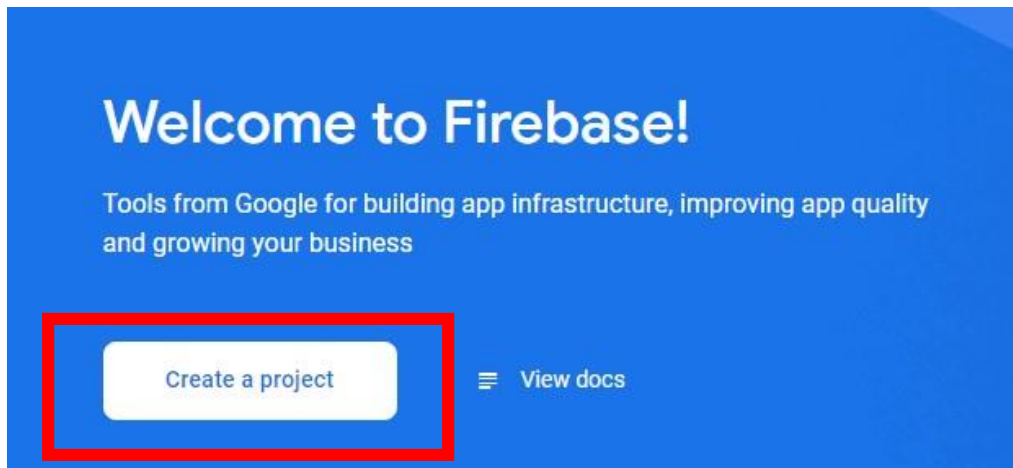 Welcome to Firebase!
Tools from Google for building app infrastructure, improving app quality
and growing your business
Create a project
View docs